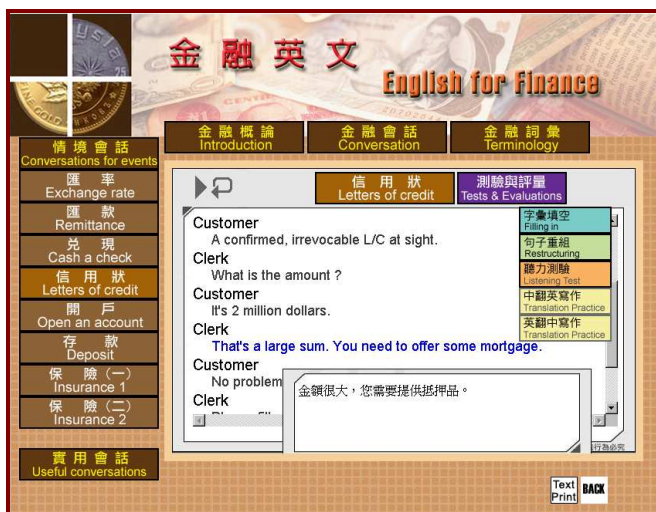 金融英文
English for Finance
金融概論
Introduction
金融會話
Conversation
金融詞彙
Terminology
情境會話
Conversations for events
匯率
Exchange rate
匯款
Remittance
兌現
Cash a check
信用狀
Letters of credit
開戶
Open an account
存款
Deposit
保險(一)
Insurance 1
保險(二)
Insurance 2
實用會話
Useful conversations
信用狀
Letters of credit
測驗與評量
Tests & Evaluations
字彙填空
Filling in
句子重組
Restructuring
聽力測驗
Listening Test
中翻英寫作
Translation Practice
英翻中寫作
Translation Practice
Customer
A confirmed, irrevocable L/C at sight.
Clerk
What is the amount ?
Customer
It's 2 million dollars.
Clerk
That's a large sum. You need to offer some mortgage.
Customer
No problem
Clerk
金額很大，您需要提供抵押品。
行為必究
Text
Print
BACK